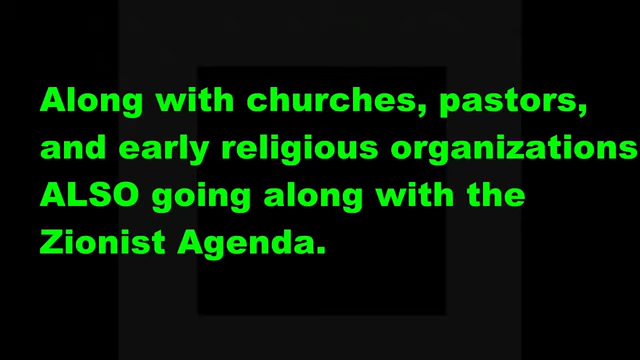 Along with churches, pastors,
and early religious organizations
ALSO going along with the
Zionist Agenda.